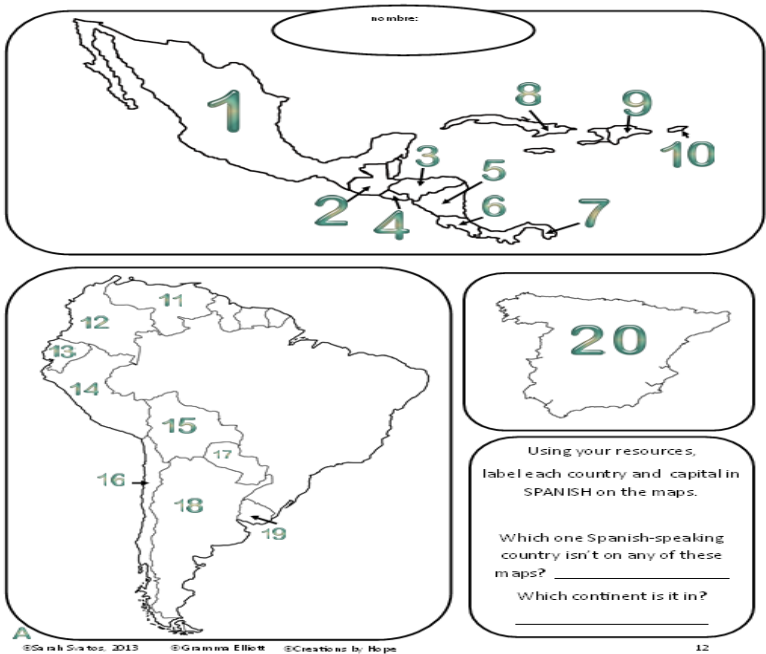 nombre:
1
8
9
10
3
5
2
4
6
7
11
12
13
14
15
16
17
18
19
20
Using your resources,
label each country and capital in
SPANISH on the maps.
Which one Spanish-speaking
country isn't on any of these
maps? ____________________
Which continent is it in?
____________________
A
©Sarah Svatos, 2013 ©Gramma Elliott ©Creations by Hope 12